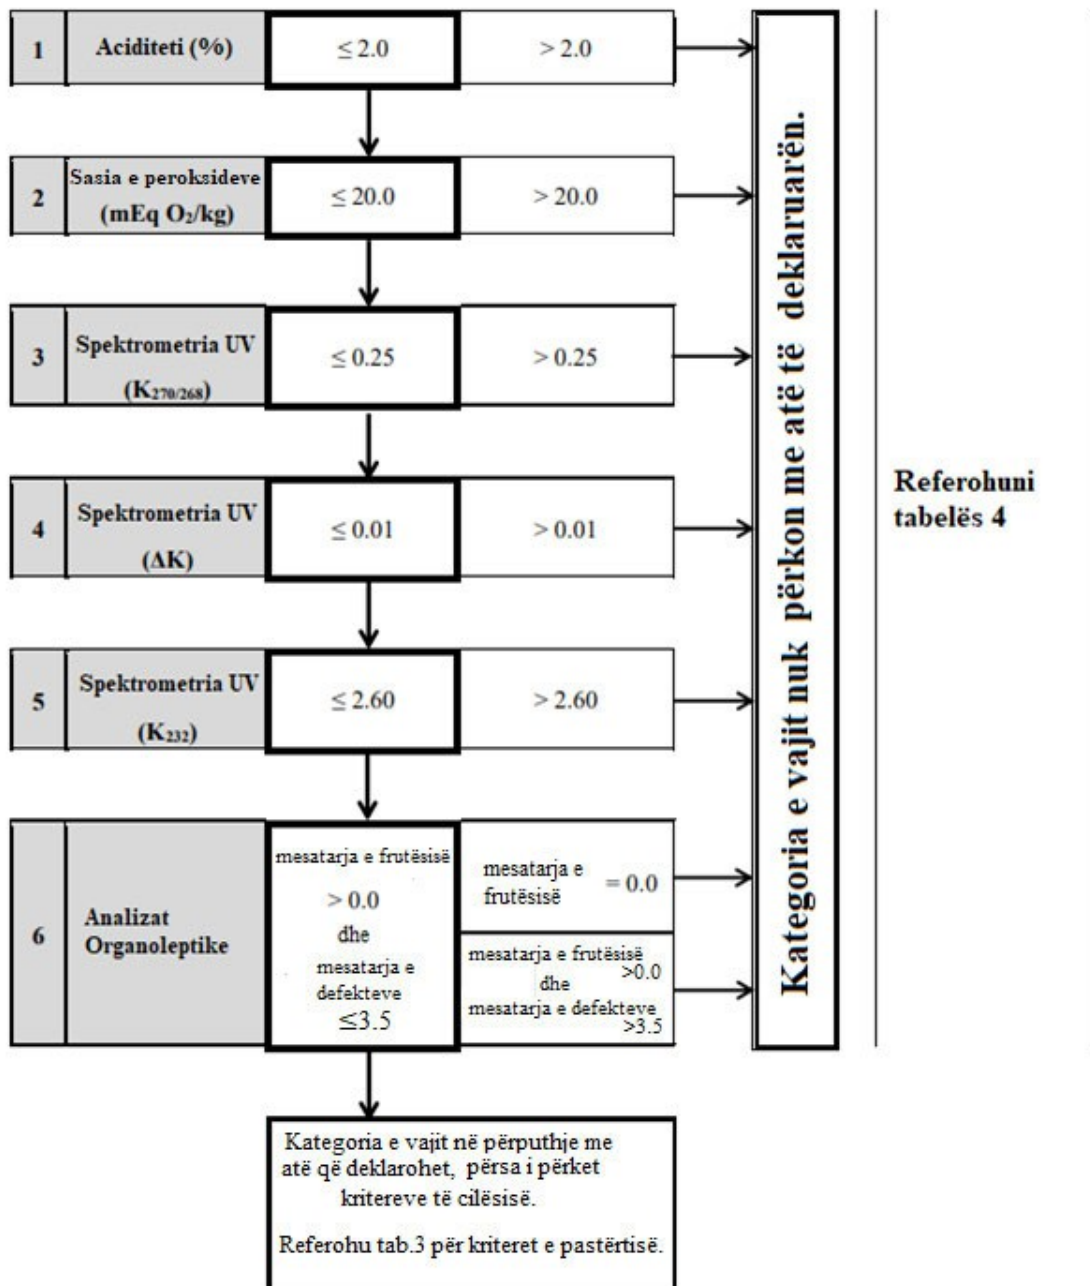 1
Aciditeti (%)
≤ 2.0
> 2.0
2
Sasia e peroksideve
(mEq O₂/kg)
≤ 20.0
> 20.0
3
Spektrometria UV
(K₂₇₀/₂₆₈)
≤ 0.25
> 0.25
4
Spektrometria UV
(ΔK)
≤ 0.01
> 0.01
5
Spektrometria UV
(K₂₃₂)
≤ 2.60
> 2.60
6
Analizat
Organoleptike
mesatarja e frutësisë
> 0.0
dhe
mesatarja e
defekteve
≤3.5
mesatarja e
frutësisë = 0.0
mesatarja e frutësisë
>0.0
dhe
mesatarja e defekteve
>3.5
Kategoria e vajit nuk përkon me atë të deklaruarën.
Referohuni
tabelës 4
Kategoria e vajit në përputhje me
atë që deklarohet, përsa i përket
kritereve të cilësisë.
Referohu tab.3 për kriteret e pastërtisë.